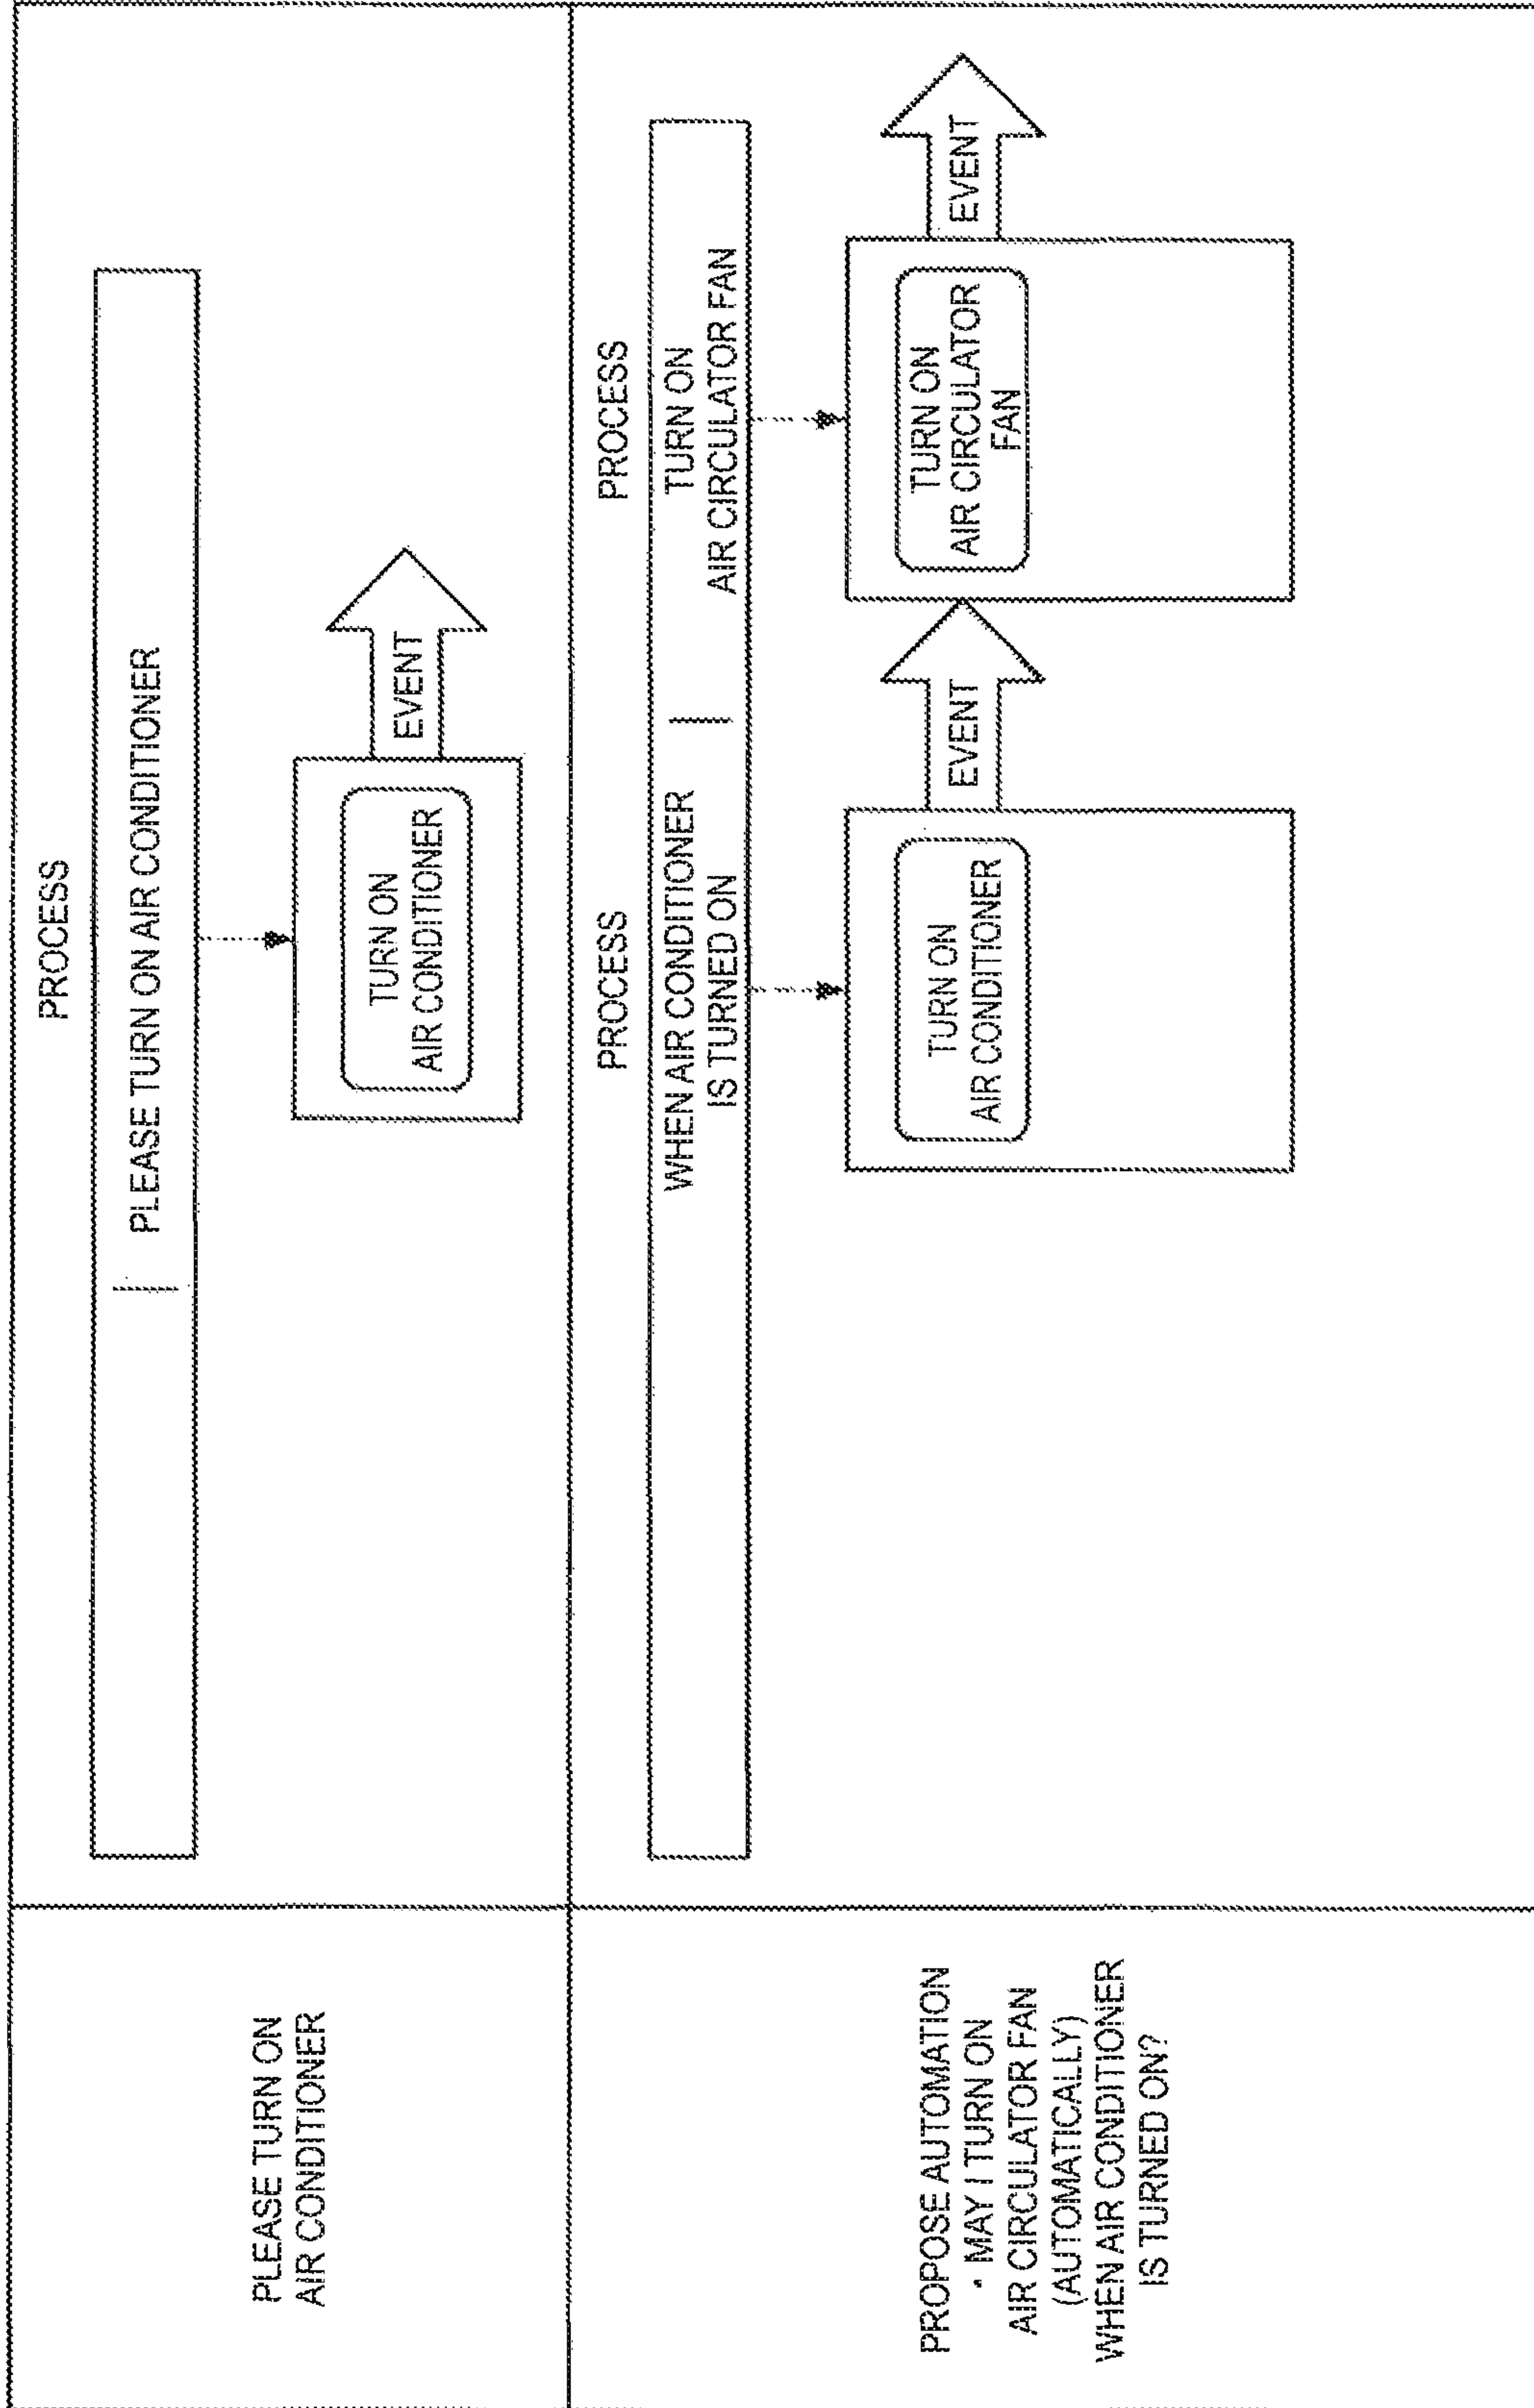 PLEASE TURN ON
AIR CONDITIONER
PROCESS
PLEASE TURN ON AIR CONDITIONER
TURN ON
AIR CONDITIONER
EVENT
PROPOSE AUTOMATION
・ MAY I TURN ON
AIR CIRCULATOR FAN
(AUTOMATICALLY)
WHEN AIR CONDITIONER
IS TURNED ON?
PROCESS
PROCESS
WHEN AIR CONDITIONER
IS TURNED ON
TURN ON
AIR CIRCULATOR FAN
TURN ON
AIR CONDITIONER
EVENT
TURN ON
AIR CIRCULATOR
FAN
EVENT